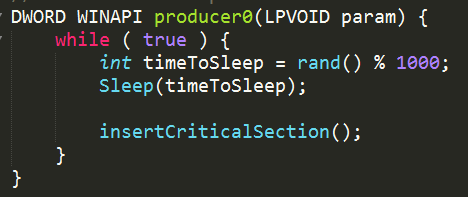 DWORD WINAPI producer0(LPVOID param) {
    while ( true ) {
        int timeToSleep = rand() % 1000;
        Sleep(timeToSleep);

        insertCriticalSection();
    }
}